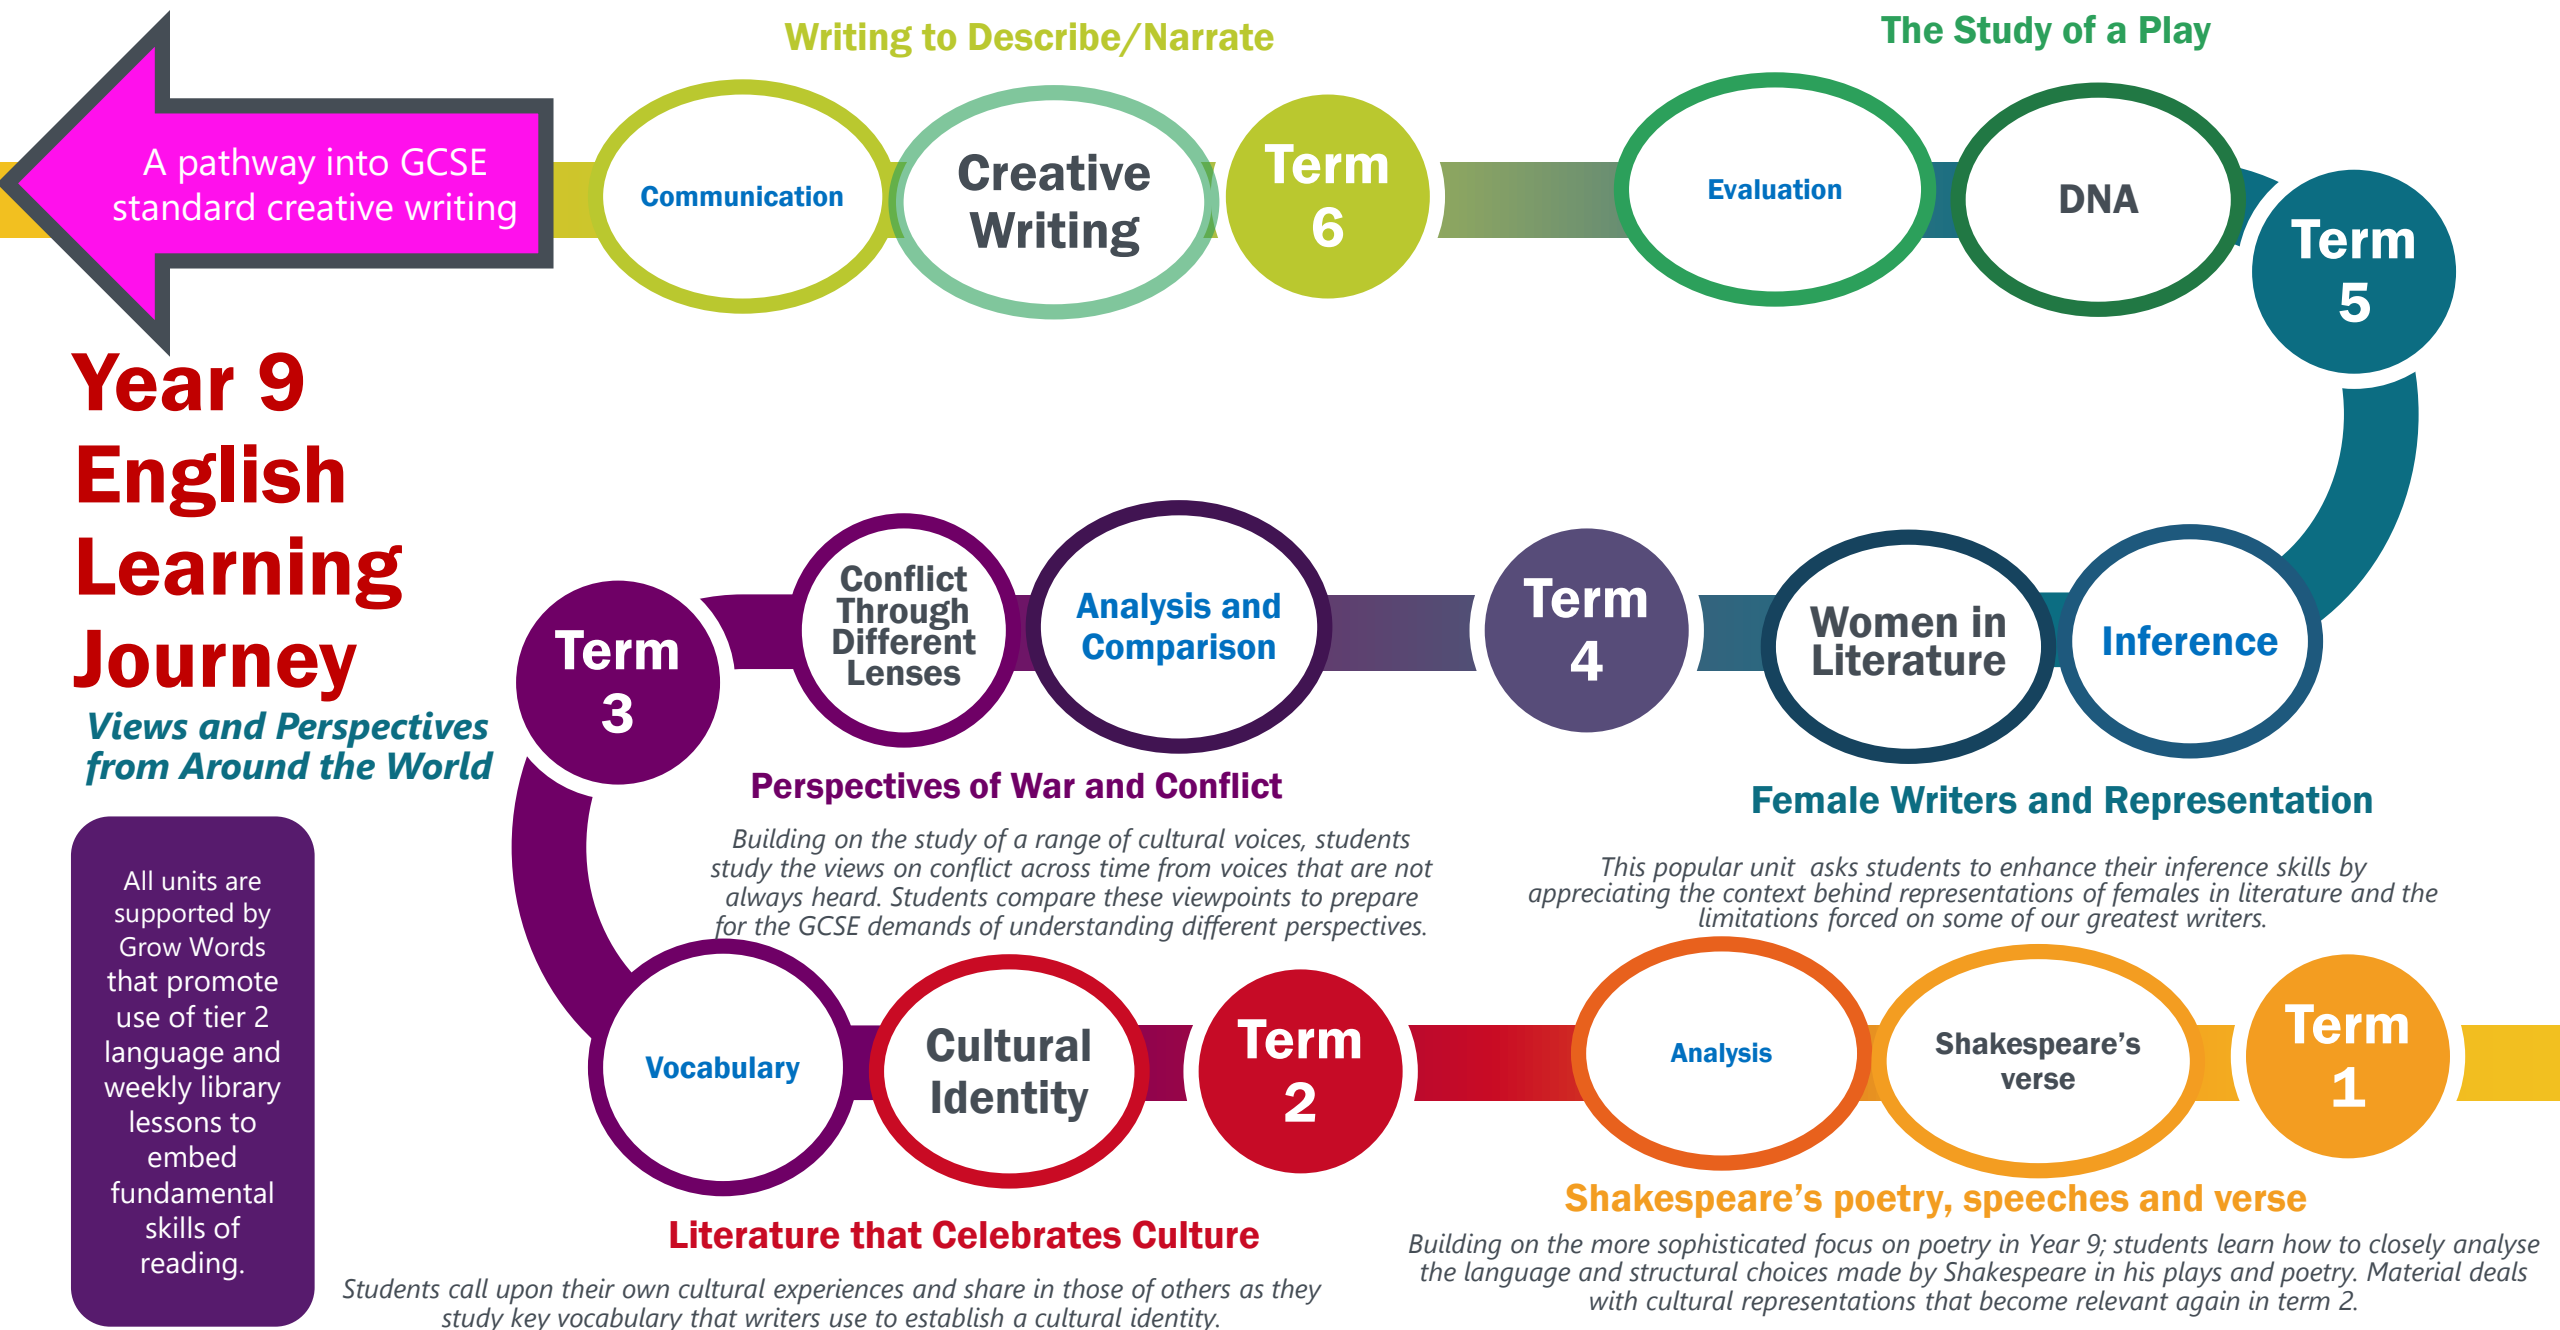 Writing to Describe/Narrate
The Study of a Play
A pathway into GCSE
standard creative writing
Communication
Creative
Writing
Term
6
Evaluation
DNA
Term
5
Year 9
English
Learning
Journey
Views and Perspectives
from Around the World
Term
3
Conflict
Through
Different
Lenses
Analysis and
Comparison
Term
4
Women in
Literature
Inference
Perspectives of War and Conflict
Building on the study of a range of cultural voices, students
study the views on conflict across time from voices that are not
always heard. Students compare these viewpoints to prepare
for the GCSE demands of understanding different perspectives.
Female Writers and Representation
This popular unit asks students to enhance their inference skills by
appreciating the context behind representations of females in literature and the
limitations forced on some of our greatest writers.
All units are
supported by
Grow Words
that promote
use of tier 2
language and
weekly library
lessons to
embed
fundamental
skills of
reading.
Vocabulary
Cultural
Identity
Term
2
Analysis
Shakespeare's
verse
Term
1
Literature that Celebrates Culture
Students call upon their own cultural experiences and share in those of others as they
study key vocabulary that writers use to establish a cultural identity.
Shakespeare's poetry, speeches and verse
Building on the more sophisticated focus on poetry in Year 9; students learn how to closely analyse
the language and structural choices made by Shakespeare in his plays and poetry. Material deals
with cultural representations that become relevant again in term 2.